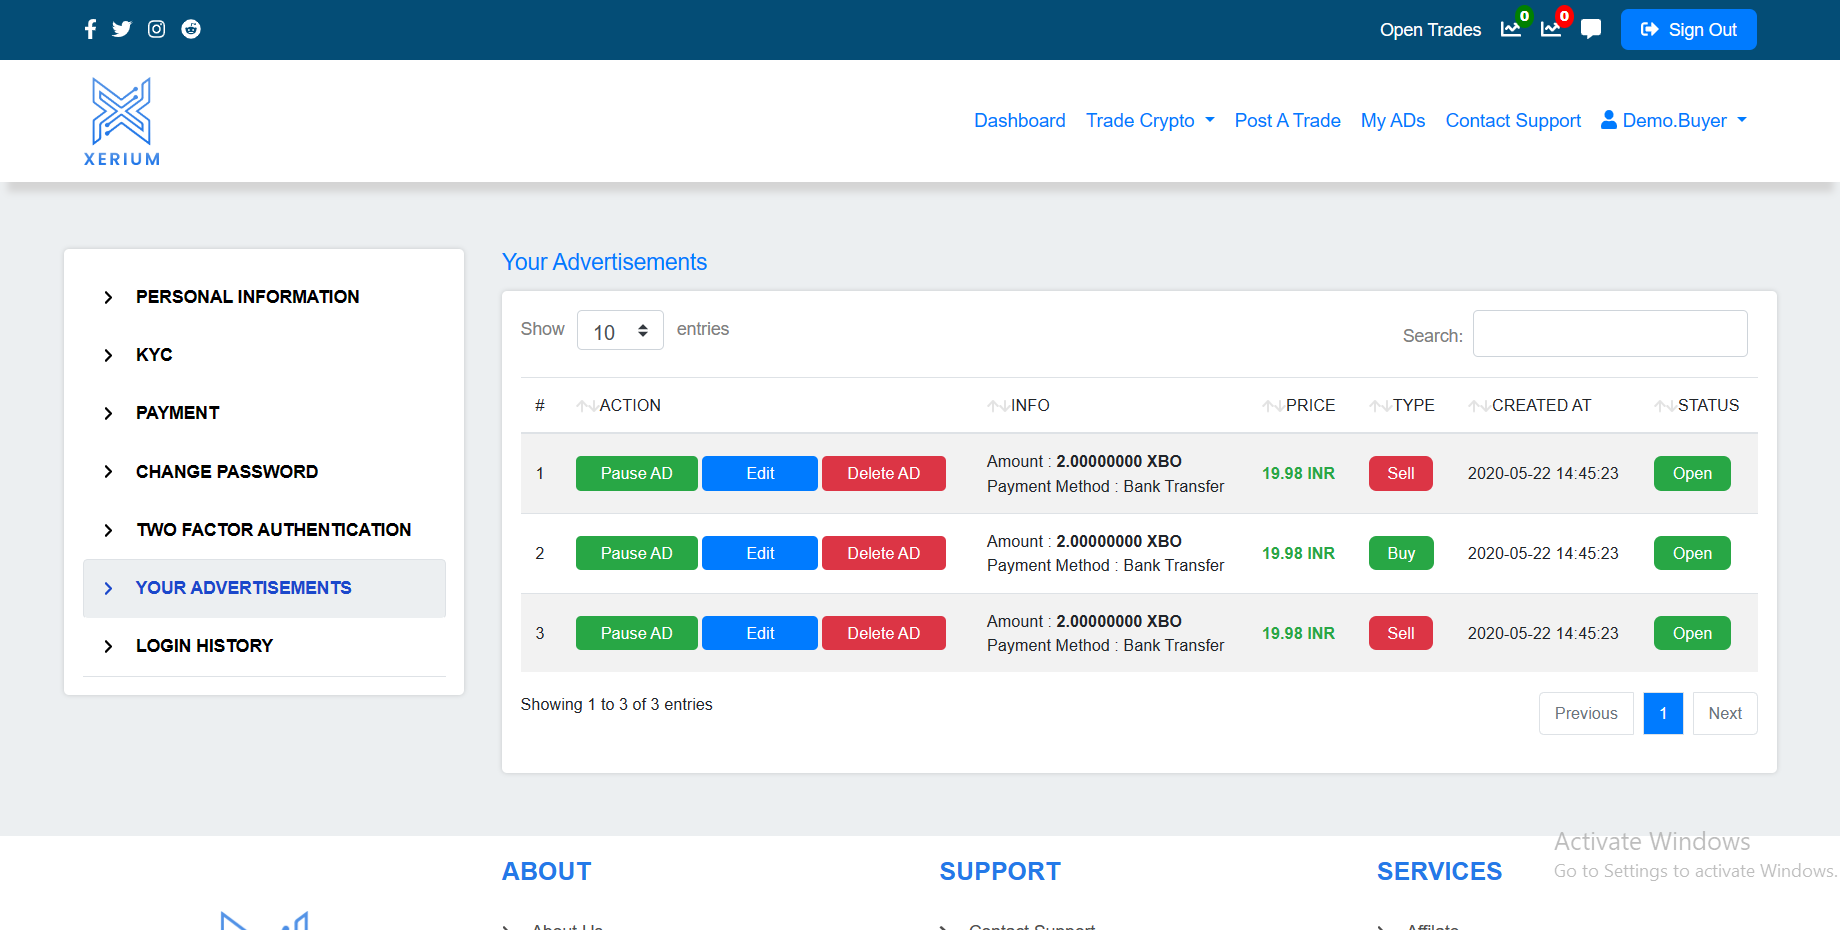 Open Trades 0 0 Sign Out
XERIUM
Dashboard Trade Crypto Post A Trade My ADs Contact Support Demo.Buyer
PERSONAL INFORMATION
KYC
PAYMENT
CHANGE PASSWORD
TWO FACTOR AUTHENTICATION
YOUR ADVERTISEMENTS
LOGIN HISTORY
Your Advertisements
Show 10 entries Search:
# ACTION INFO PRICE TYPE CREATED AT STATUS
1 Pause AD Edit Delete AD Amount : 2.00000000 XBO 19.98 INR Sell 2020-05-22 14:45:23 Open
Payment Method : Bank Transfer
2 Pause AD Edit Delete AD Amount : 2.00000000 XBO 19.98 INR Buy 2020-05-22 14:45:23 Open
Payment Method : Bank Transfer
3 Pause AD Edit Delete AD Amount : 2.00000000 XBO 19.98 INR Sell 2020-05-22 14:45:23 Open
Payment Method : Bank Transfer
Showing 1 to 3 of 3 entries Previous 1 Next
Activate Windows
Go to Settings to activate Windows.
ABOUT SUPPORT SERVICES
About Us Contact Support Affilate